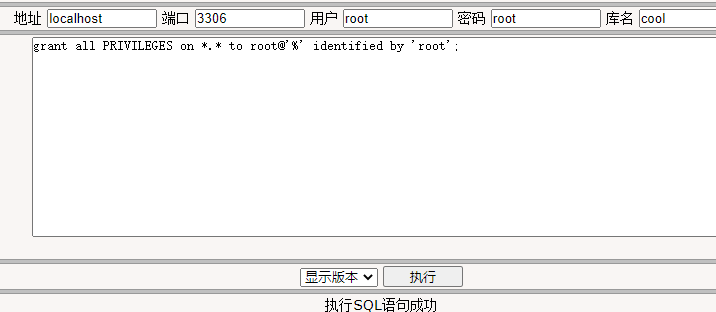 地址 localhost 端口 3306 用户 root 密码 root 库名 cool
grant all PRIVILEGES on *.* to root@'%' identified by 'root';
显示版本 执行
执行SQL语句成功